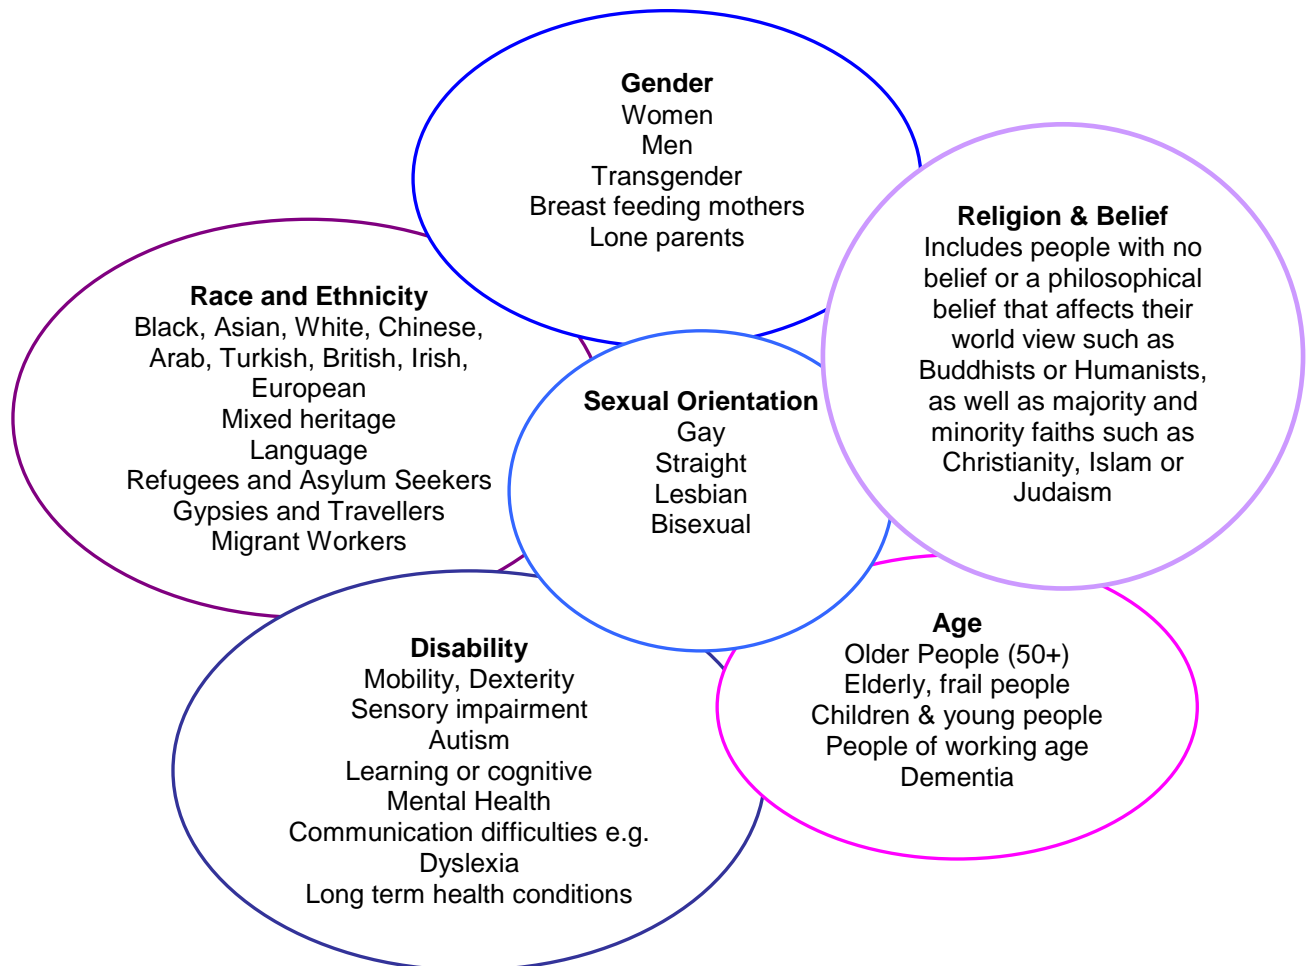 Gender
Women
Men
Transgender
Breast feeding mothers
Lone parents
Religion & Belief
Includes people with no
belief or a philosophical
belief that affects their
world view such as
Buddhists or Humanists,
as well as majority and
minority faiths such as
Christianity, Islam or
Judaism
Race and Ethnicity
Black, Asian, White, Chinese,
Arab, Turkish, British, Irish,
European
Mixed heritage
Language
Refugees and Asylum Seekers
Gypsies and Travellers
Migrant Workers
Sexual Orientation
Gay
Straight
Lesbian
Bisexual
Disability
Mobility, Dexterity
Sensory impairment
Autism
Learning or cognitive
Mental Health
Communication difficulties e.g.
Dyslexia
Long term health conditions
Age
Older People (50+)
Elderly, frail people
Children & young people
People of working age
Dementia